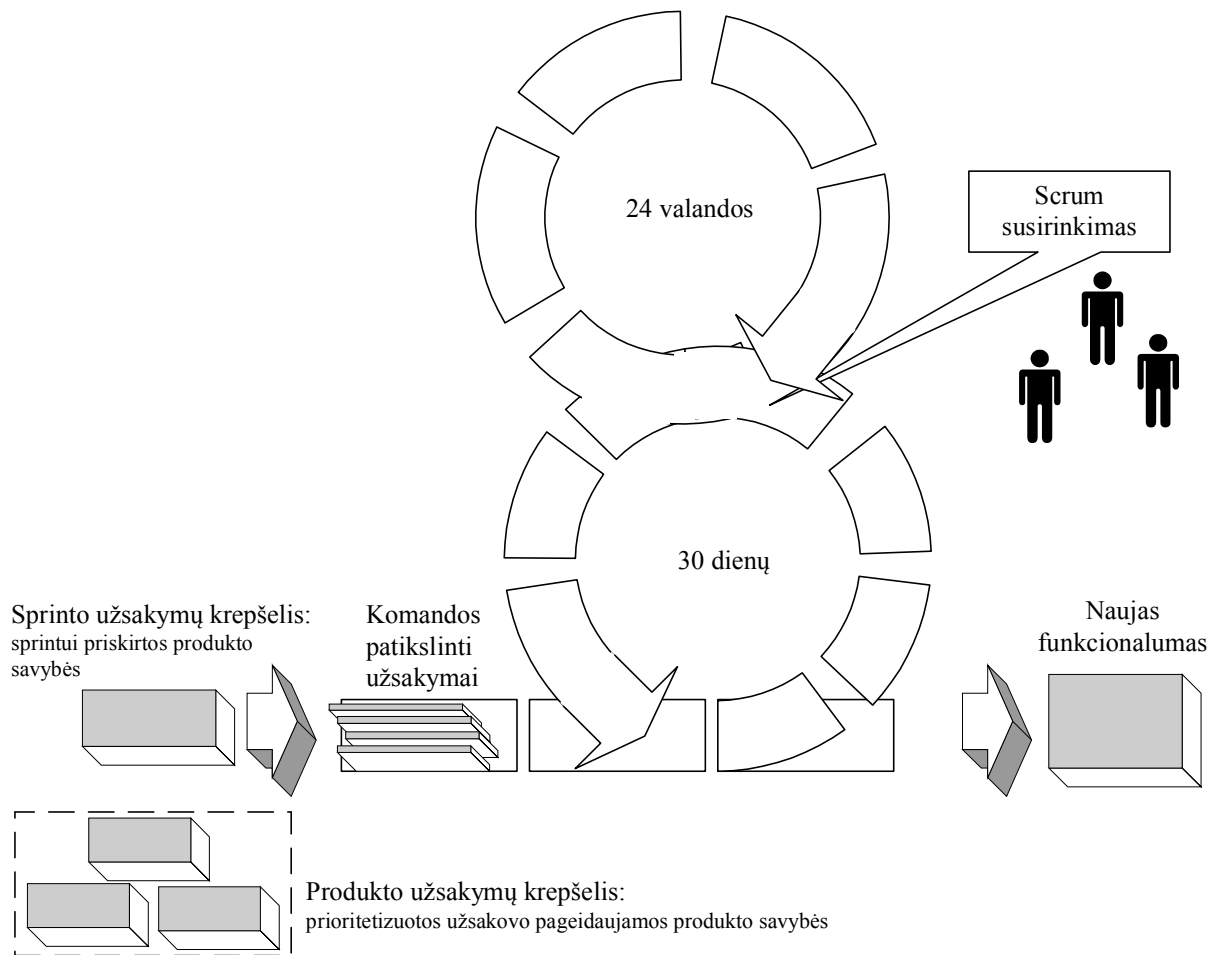 24 valandos
Scrum
susirinkimas
30 dienų
Sprinto užsakymų krepšelis:
sprintui priskirtos produkto
savybės
Komandos
patikslinti
užsakymai
Naujas
funkcionalumas
Produkto užsakymų krepšelis:
prioritetizuotos užsakovo pageidaujamos produkto savybės